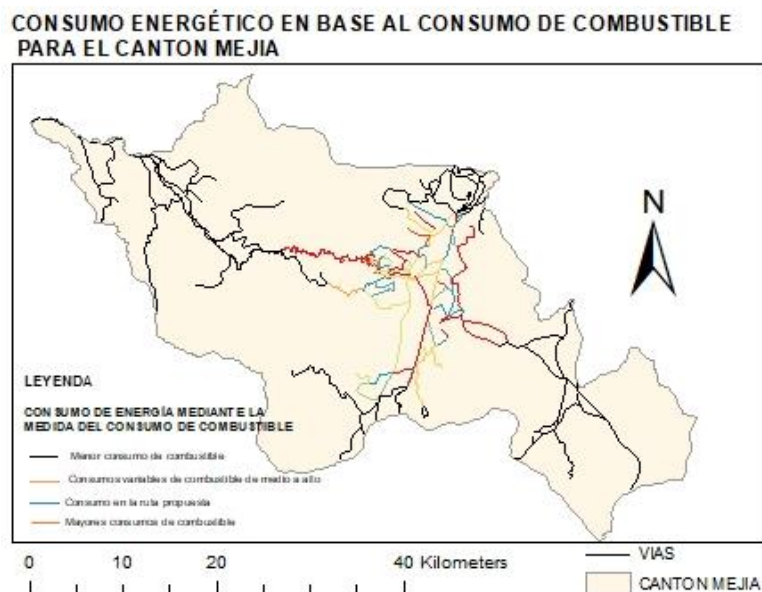 CONSUMO ENERGÉTICO EN BASE AL CONSUMO DE COMBUSTIBLE
PARA EL CANTON MEJIA
N
LEYENDA
CONSUMO DE ENERGÍA MEDIANTE LA
MEDIDA DEL CONSUMO DE COMBUSTIBLE
Menor consumo de combustible
Consumos variables de combustible de medio a alto
Consumo en la ruta propuesta
Mayores consumos de combustible
0 10 20 40 Kilometers
VIAS
CANTON MEJIA